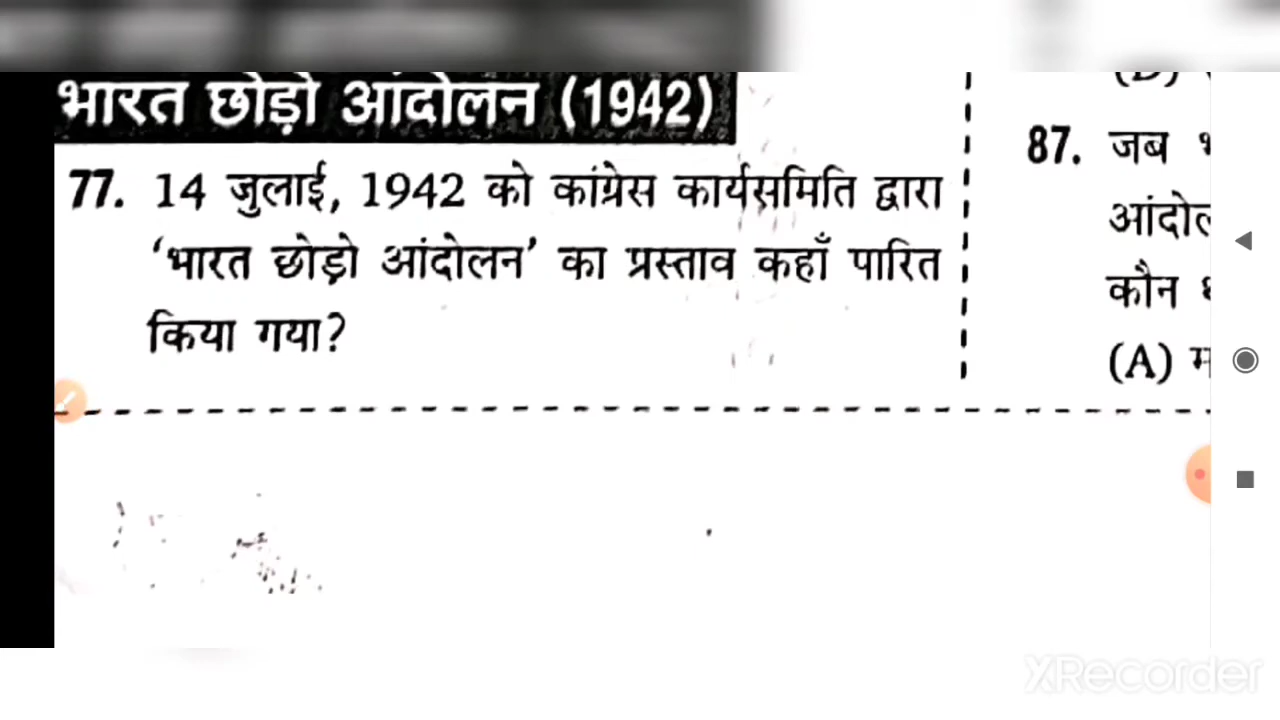 भारत छोड़ो आंदोलन (1942)
77. 14 जुलाई, 1942 को कांग्रेस कार्यसमिति द्वारा
‘भारत छोड़ो आंदोलन’ का प्रस्ताव कहाँ पारित
किया गया?
(D)
87. जब
कौन
(A)
XRecorder